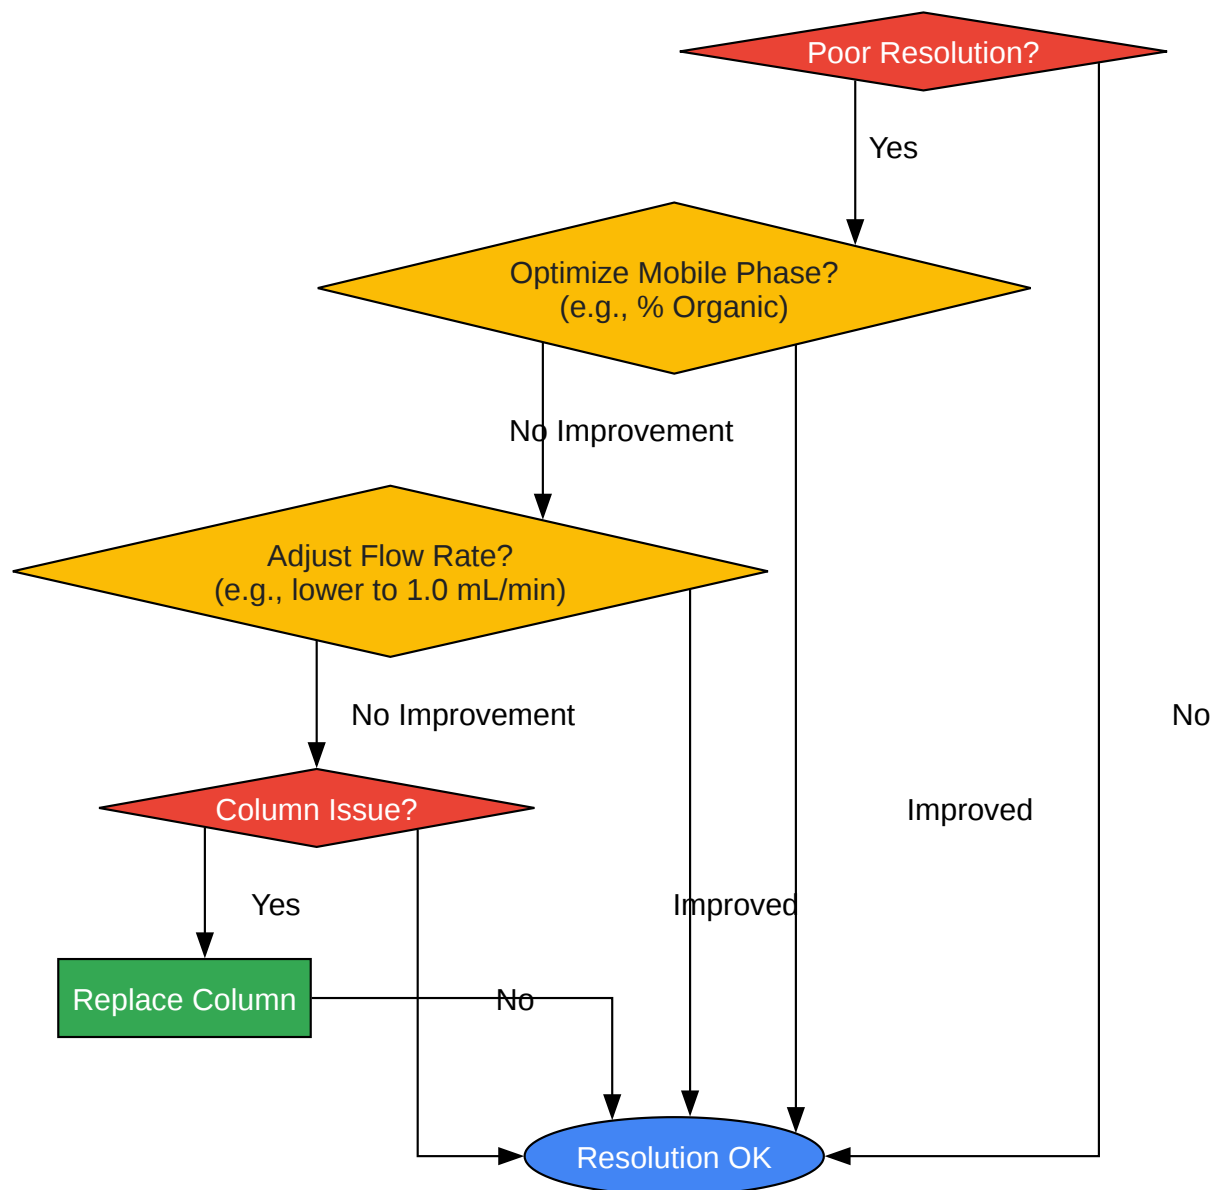 Poor Resolution?
Yes
Optimize Mobile Phase?
(e.g., % Organic)
No Improvement
Adjust Flow Rate?
(e.g., lower to 1.0 mL/min)
No Improvement
No
Column Issue?
Improved
Yes
Improved
Replace Column
No
Resolution OK